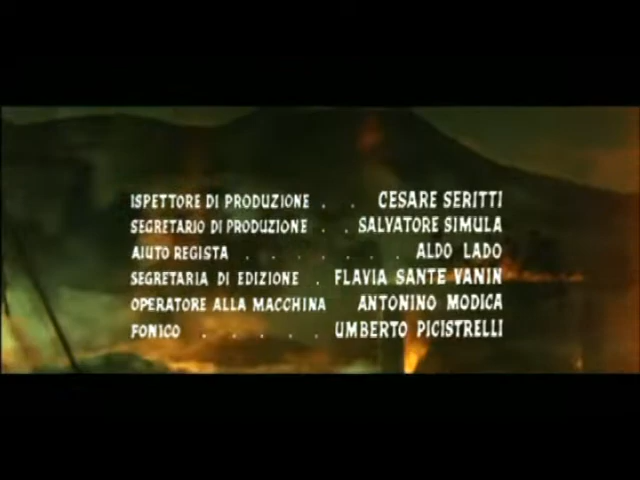 ISPETTORE DI PRODUZIONE . . CESARE SERITTI
SEGRETARIO DI PRODUZIONE . . SALVATORE SIMULA
AIUTO REGISTA . . . . . . . ALDO LADO
SEGRETARIA DI EDIZIONE . FLAVIA SANTE VANIN
OPERATORE ALLA MACCHINA ANTONINO MODICA
FONICO . . . . . UMBERTO PICISTRELLI